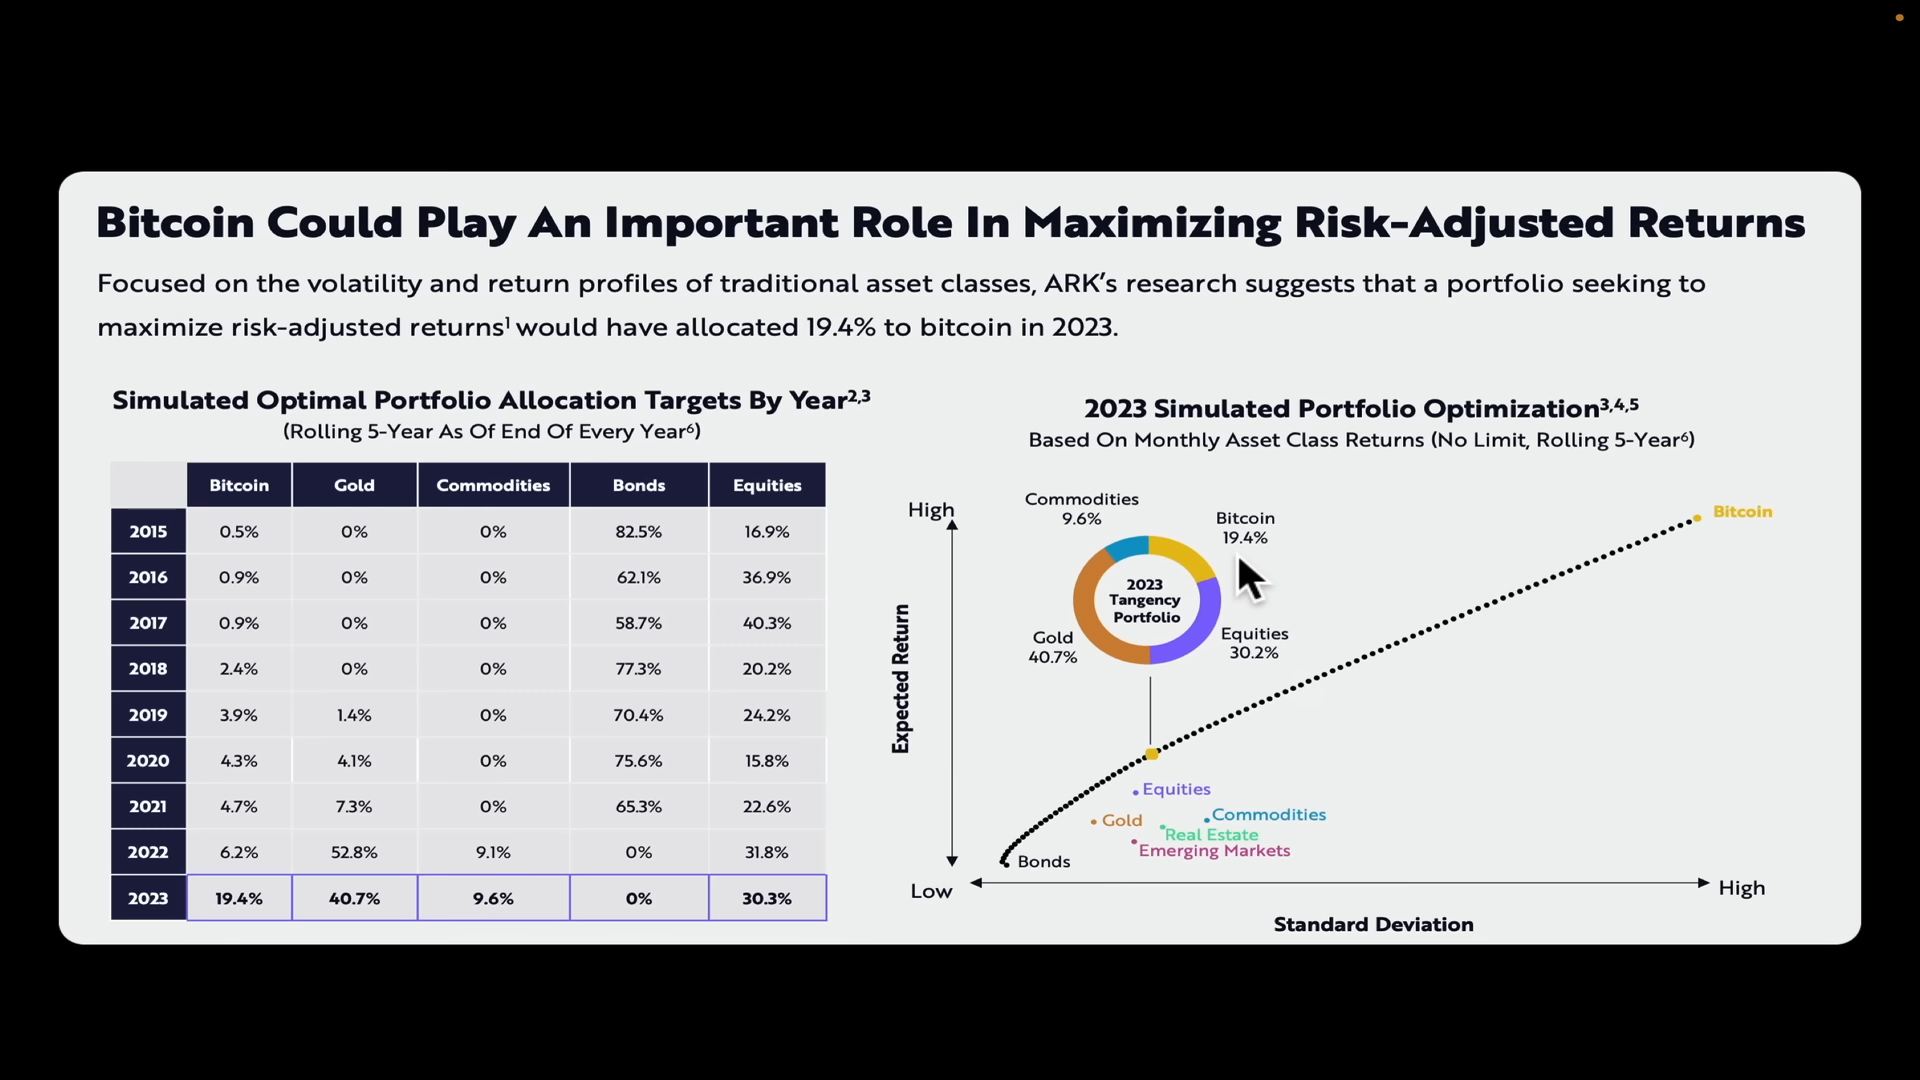 Bitcoin Could Play An Important Role In Maximizing Risk-Adjusted Returns
Focused on the volatility and return profiles of traditional asset classes, ARK's research suggests that a portfolio seeking to
maximize risk-adjusted returns¹ would have allocated 19.4% to bitcoin in 2023.
Simulated Optimal Portfolio Allocation Targets By Year²,³
(Rolling 5-Year As Of End Of Every Year⁶)
Bitcoin Gold Commodities Bonds Equities
2015 0.5% 0% 0% 82.5% 16.9%
2016 0.9% 0% 0% 62.1% 36.9%
2017 0.9% 0% 0% 58.7% 40.3%
2018 2.4% 0% 0% 77.3% 20.2%
2019 3.9% 1.4% 0% 70.4% 24.2%
2020 4.3% 4.1% 0% 75.6% 15.8%
2021 4.7% 7.3% 0% 65.3% 22.6%
2022 6.2% 52.8% 9.1% 0% 31.8%
2023 19.4% 40.7% 9.6% 0% 30.3%
2023 Simulated Portfolio Optimization³,⁴,⁵
Based On Monthly Asset Class Returns (No Limit, Rolling 5-Year⁶)
High
Expected Return
Low
Commodities
9.6%
Bitcoin
19.4%
2023
Tangency
Portfolio
Gold
40.7%
Equities
30.2%
Bitcoin
Equities
Gold
Commodities
Real Estate
Emerging Markets
Bonds
High
Standard Deviation